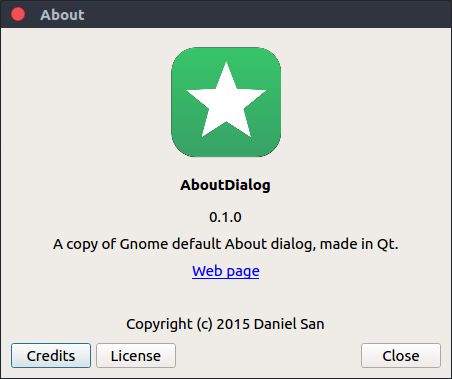 About
AboutDialog
0.1.0
A copy of Gnome default About dialog, made in Qt.
Web page
Copyright (c) 2015 Daniel San
Credits License Close